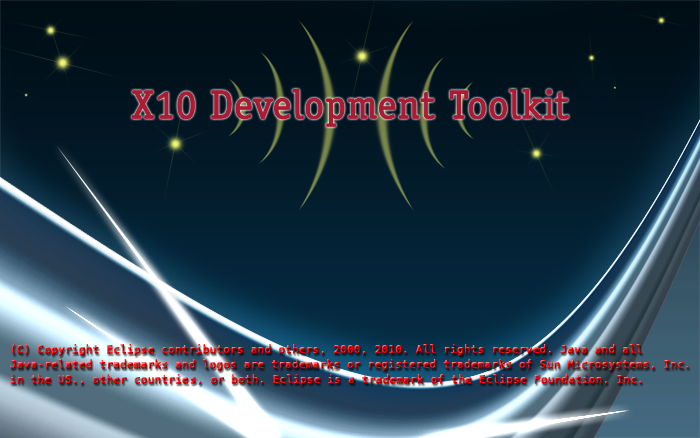 X10 Development Toolkit
(C) Copyright Eclipse contributors and others, 2000, 2010. All rights reserved. Java and all
Java-related trademarks and logos are trademarks or registered trademarks of Sun Microsystems, Inc.
in the US., other countries, or both. Eclipse is a trademark of the Eclipse Foundation, Inc.